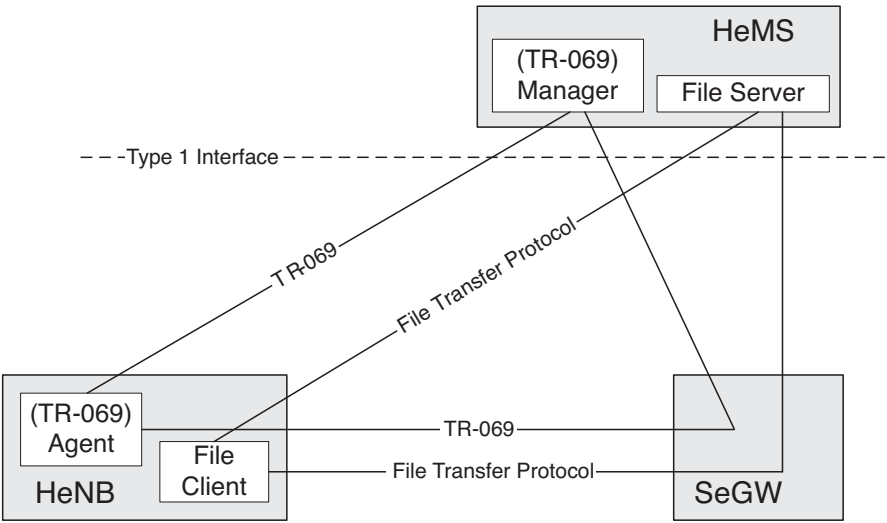 HeMS
(TR-069)
Manager
File Server
Type 1 Interface
TR-069
File Transfer Protocol
(TR-069)
Agent
File
Client
HeNB
TR-069
File Transfer Protocol
SeGW